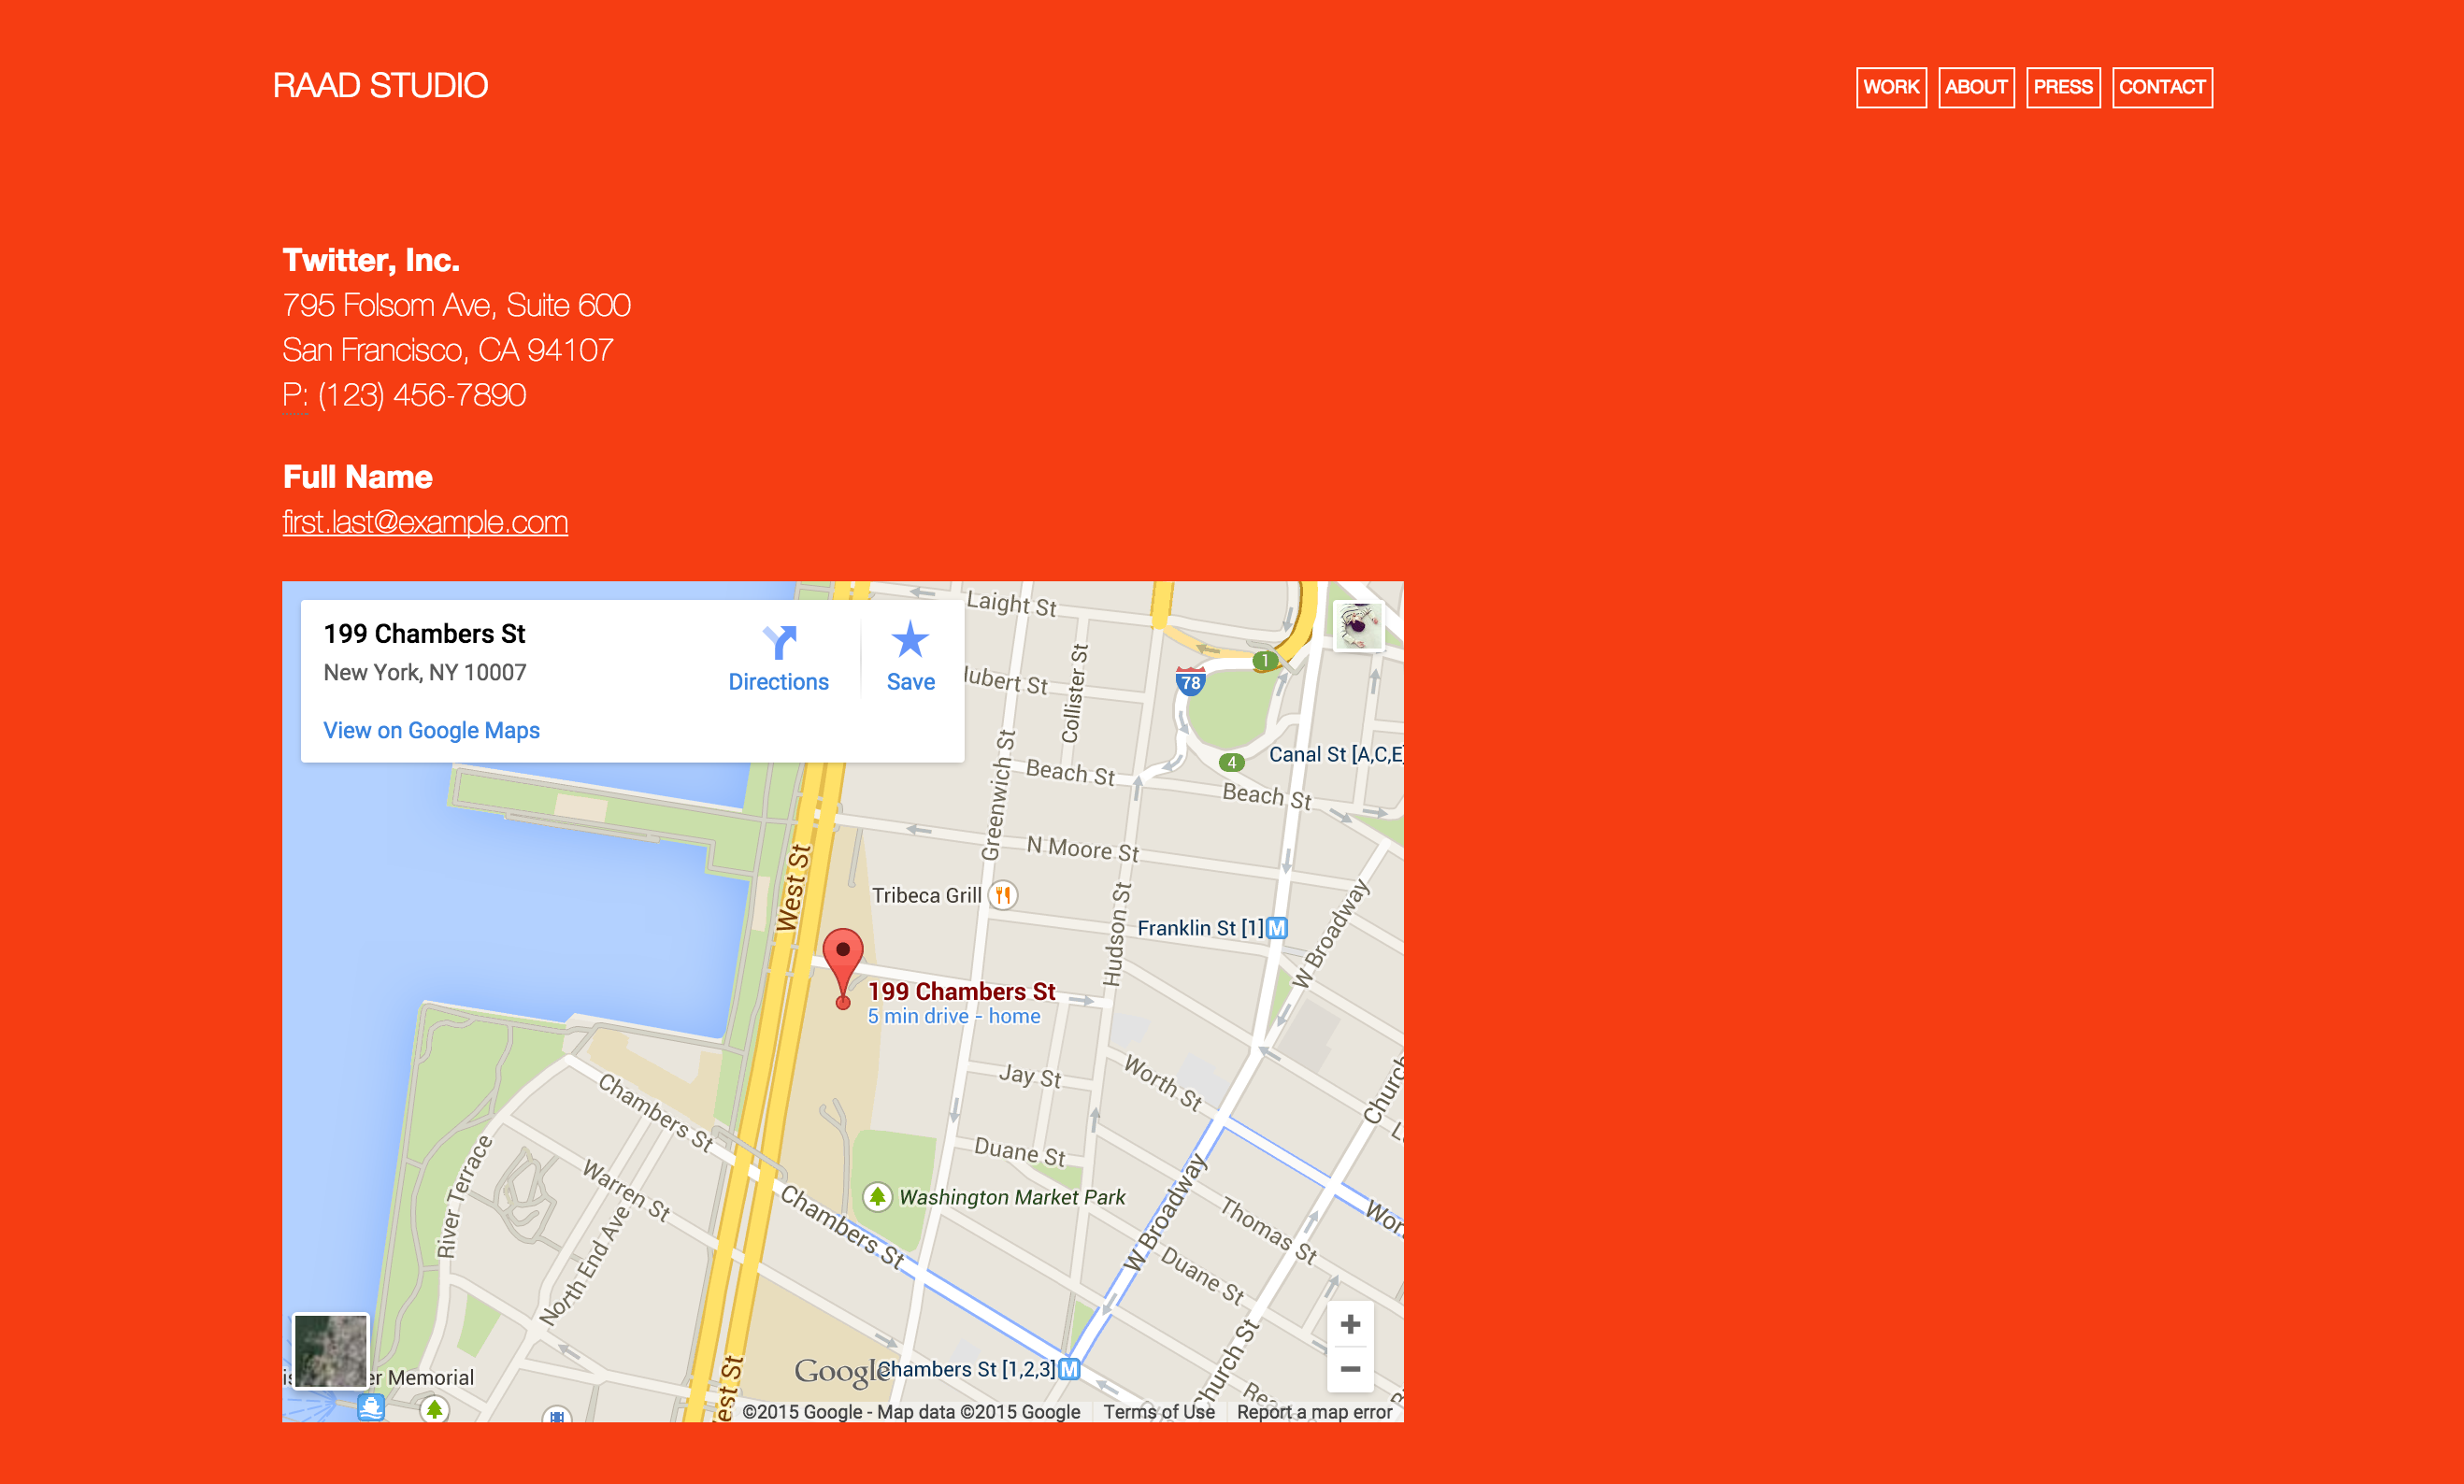 RAAD STUDIO
WORK ABOUT PRESS CONTACT
Twitter, Inc.
795 Folsom Ave, Suite 600
San Francisco, CA 94107
P: (123) 456-7890
Full Name
first.last@example.com
199 Chambers St
New York, NY 10007
View on Google Maps
Directions
Save
Laight St
Hubert St
Collister St
78
1
4
Canal St [A,C,E]
Greenwich St
Beach St
Beach St
N Moore St
West St
Tribeca Grill
Hudson St
Franklin St [1] M
W Broadway
199 Chambers St
5 min drive - home
Jay St
Worth St
Church
Chambers St
Duane St
Warren St
River Terrace
Washington Market Park
Chambers St
W Broadway
Thomas St
Duane St
North End Ave
Church St
er Memorial
Google
Chambers St [1,2,3] M
West St
+
−
©2015 Google - Map data ©2015 Google
Terms of Use
Report a map error